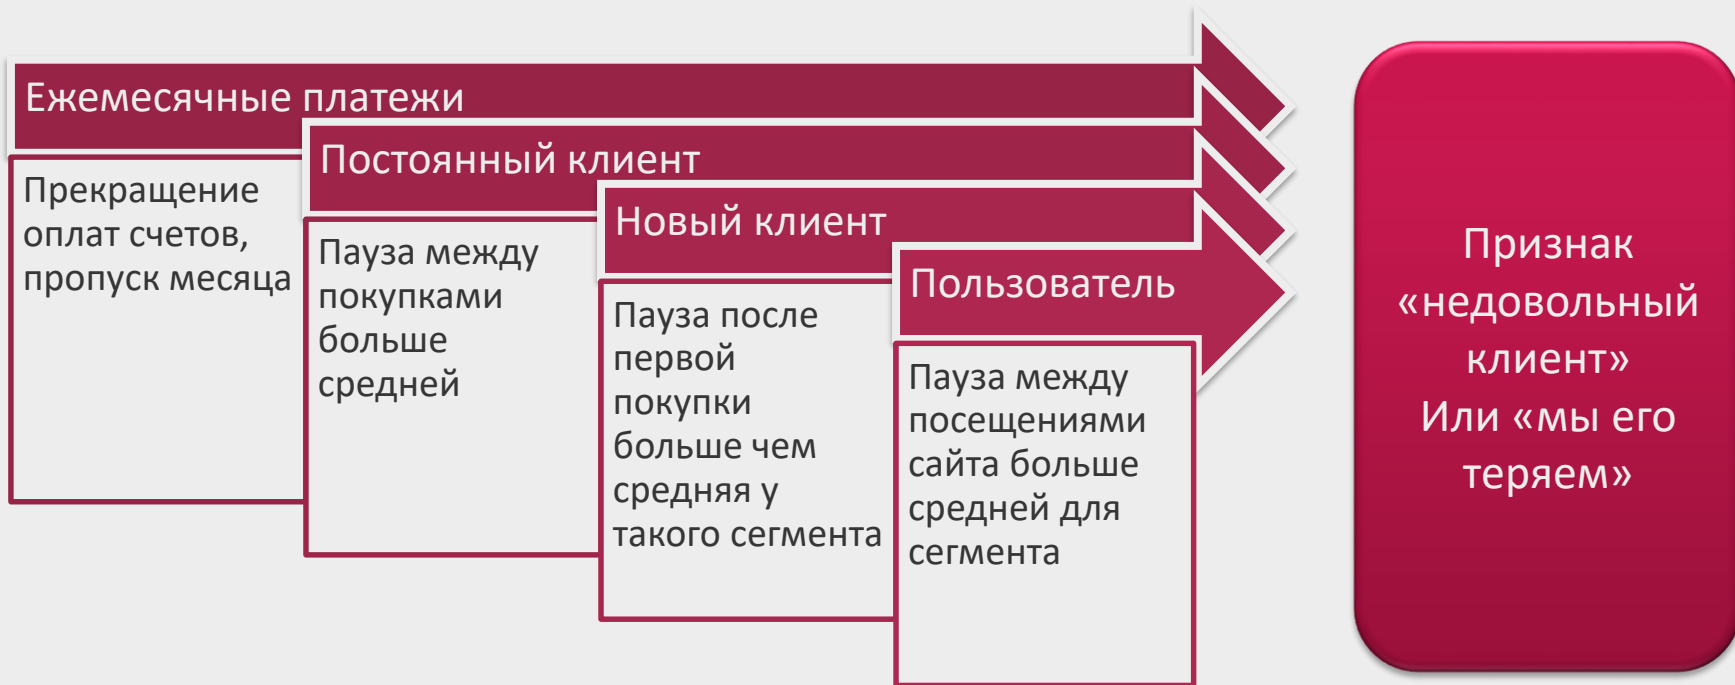 Ежемесячные платежи
Прекращение
оплат счетов,
пропуск месяца
Постоянный клиент
Пауза между
покупками
больше
средней
Новый клиент
Пауза после
первой
покупки
больше чем
средняя у
такого сегмента
Пользователь
Пауза между
посещениями
сайта больше
средней для
сегмента
Признак
«недовольный
клиент»
Или «мы его
теряем»